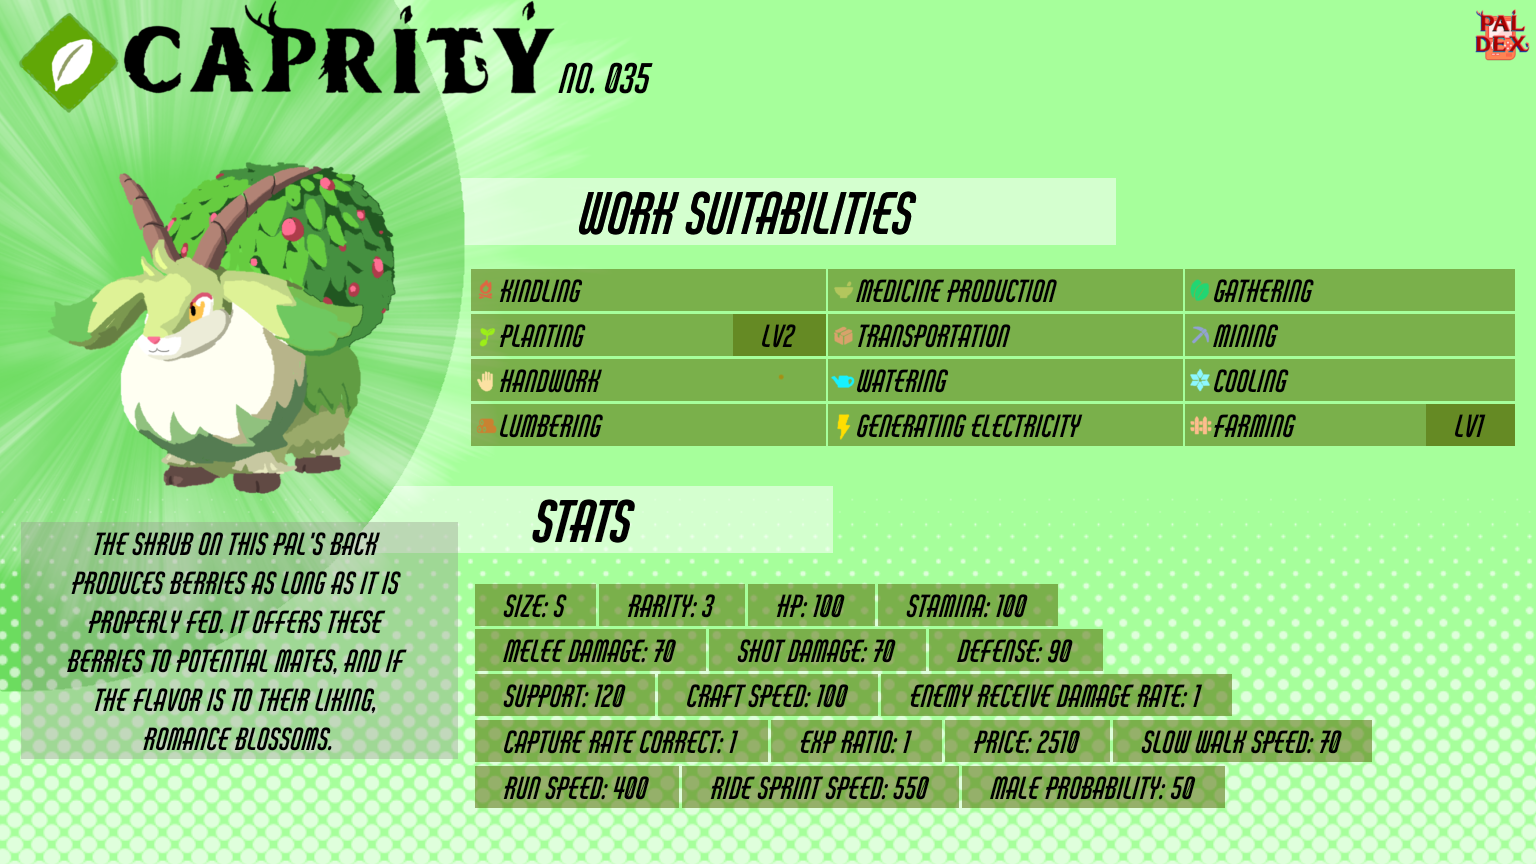 CAPRITY NO. 035
PAL
DEX
WORK SUITABILITIES
KINDLING MEDICINE PRODUCTION GATHERING
PLANTING LV2 TRANSPORTATION MINING
HANDWORK WATERING COOLING
LUMBERING GENERATING ELECTRICITY FARMING LV1
STATS
THE SHRUB ON THIS PAL'S BACK
PRODUCES BERRIES AS LONG AS IT IS
PROPERLY FED. IT OFFERS THESE
BERRIES TO POTENTIAL MATES, AND IF
THE FLAVOR IS TO THEIR LIKING,
ROMANCE BLOSSOMS.
SIZE: S RARITY: 3 HP: 100 STAMINA: 100
MELEE DAMAGE: 70 SHOT DAMAGE: 70 DEFENSE: 90
SUPPORT: 120 CRAFT SPEED: 100 ENEMY RECEIVE DAMAGE RATE: 1
CAPTURE RATE CORRECT: 1 EXP RATIO: 1 PRICE: 2510 SLOW WALK SPEED: 70
RUN SPEED: 400 RIDE SPRINT SPEED: 550 MALE PROBABILITY: 50